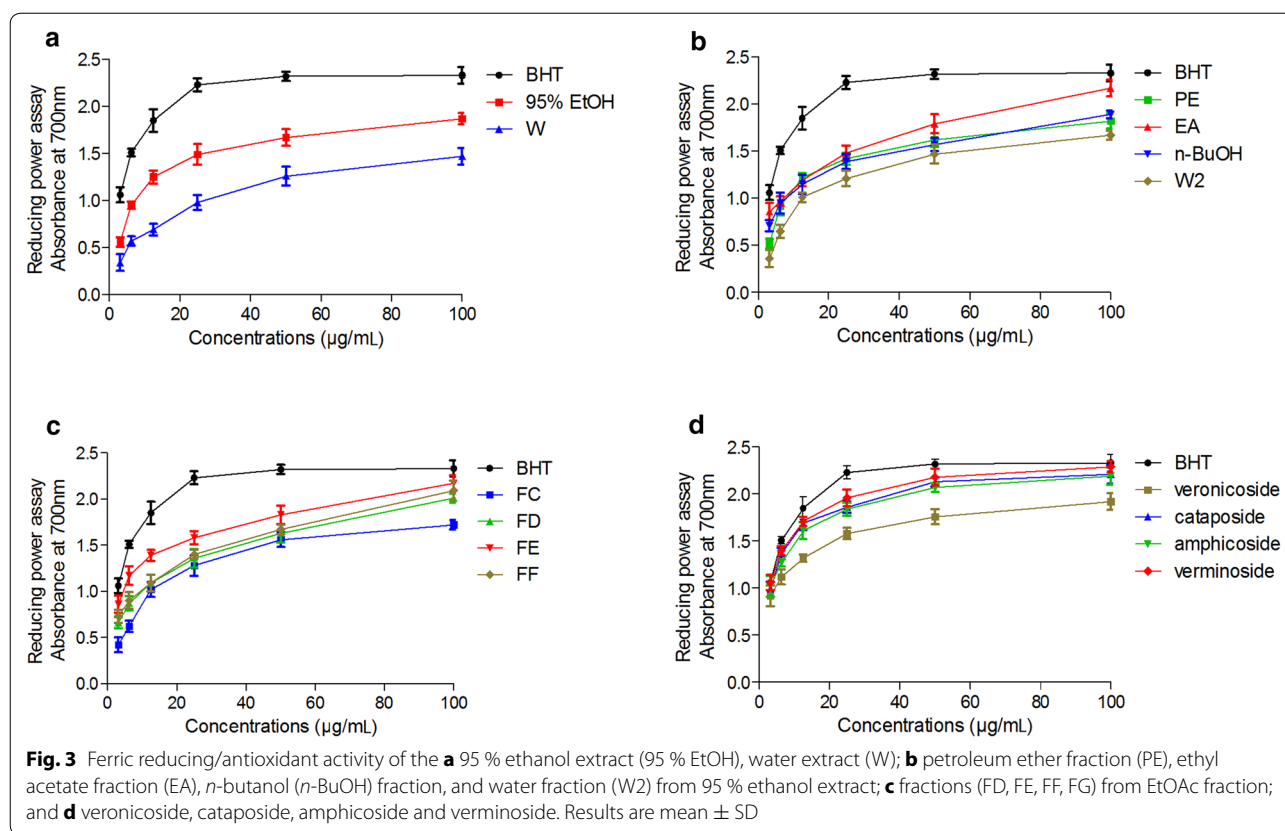 a
Reducing power assay
Absorbance at 700nm
2.5
2.0
1.5
1.0
0.5
0.0
0 20 40 60 80 100
Concentrations (µg/mL)
BHT
95% EtOH
W
b
Reducing power assay
Absorbance at 700nm
2.5
2.0
1.5
1.0
0.5
0.0
0 20 40 60 80 100
Concentrations (µg/mL)
BHT
PE
EA
n-BuOH
W2
c
Reducing power assay
Absorbance at 700nm
2.5
2.0
1.5
1.0
0.5
0.0
0 20 40 60 80 100
Concentrations (µg/mL)
BHT
FC
FD
FE
FF
d
Reducing power assay
Absorbance at 700nm
2.5
2.0
1.5
1.0
0.5
0.0
0 20 40 60 80 100
Concentrations (µg/mL)
BHT
veronicoside
cataposide
amphicoside
verminoside
Fig. 3 Ferric reducing/antioxidant activity of the a 95 % ethanol extract (95 % EtOH), water extract (W); b petroleum ether fraction (PE), ethyl
acetate fraction (EA), n-butanol (n-BuOH) fraction, and water fraction (W2) from 95 % ethanol extract; c fractions (FD, FE, FF, FG) from EtOAc fraction;
and d veronicoside, cataposide, amphicoside and verminoside. Results are mean ± SD